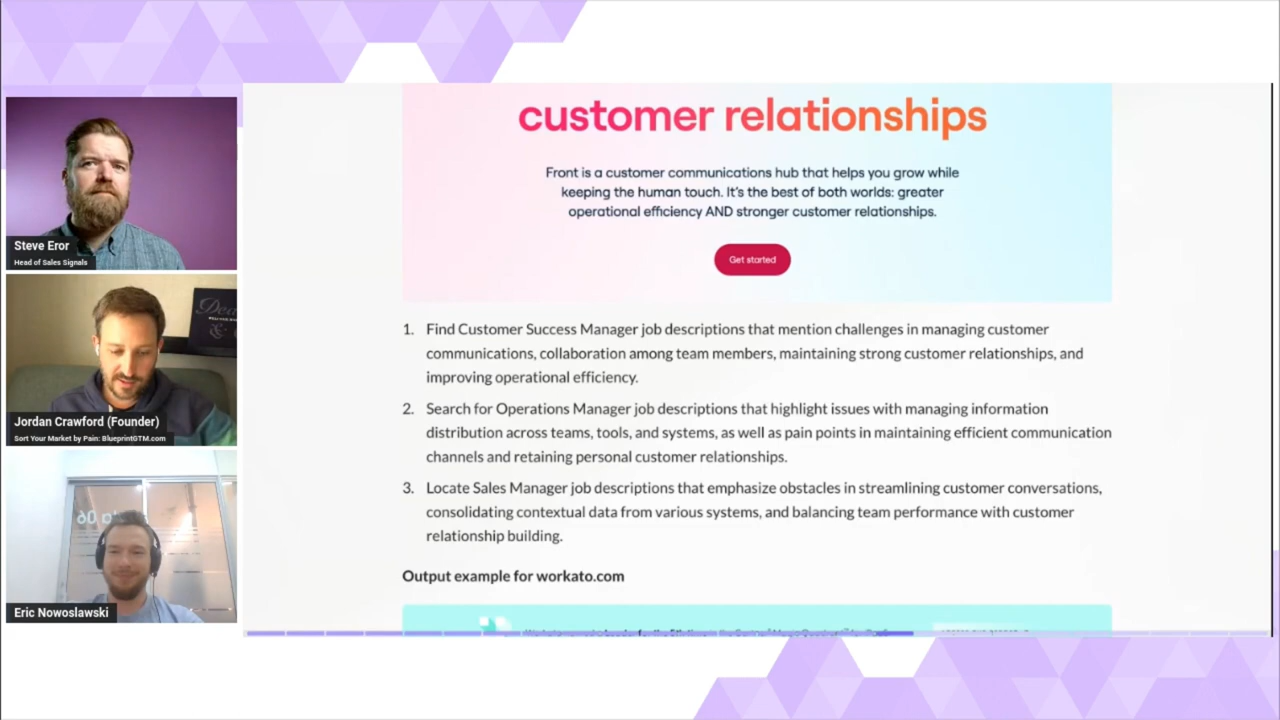 Steve Eror
Head of Sales Signals
Jordan Crawford (Founder)
Sort Your Market by Pain: BlueprintGTM.com
Eric Nowoslawski
customer relationships
Front is a customer communications hub that helps you grow while
keeping the human touch. It's the best of both worlds: greater
operational efficiency AND stronger customer relationships.
Get started
1. Find Customer Success Manager job descriptions that mention challenges in managing customer
communications, collaboration among team members, maintaining strong customer relationships, and
improving operational efficiency.
2. Search for Operations Manager job descriptions that highlight issues with managing information
distribution across teams, tools, and systems, as well as pain points in maintaining efficient communication
channels and retaining personal customer relationships.
3. Locate Sales Manager job descriptions that emphasize obstacles in streamlining customer conversations,
consolidating contextual data from various systems, and balancing team performance with customer
relationship building.
Output example for workato.com